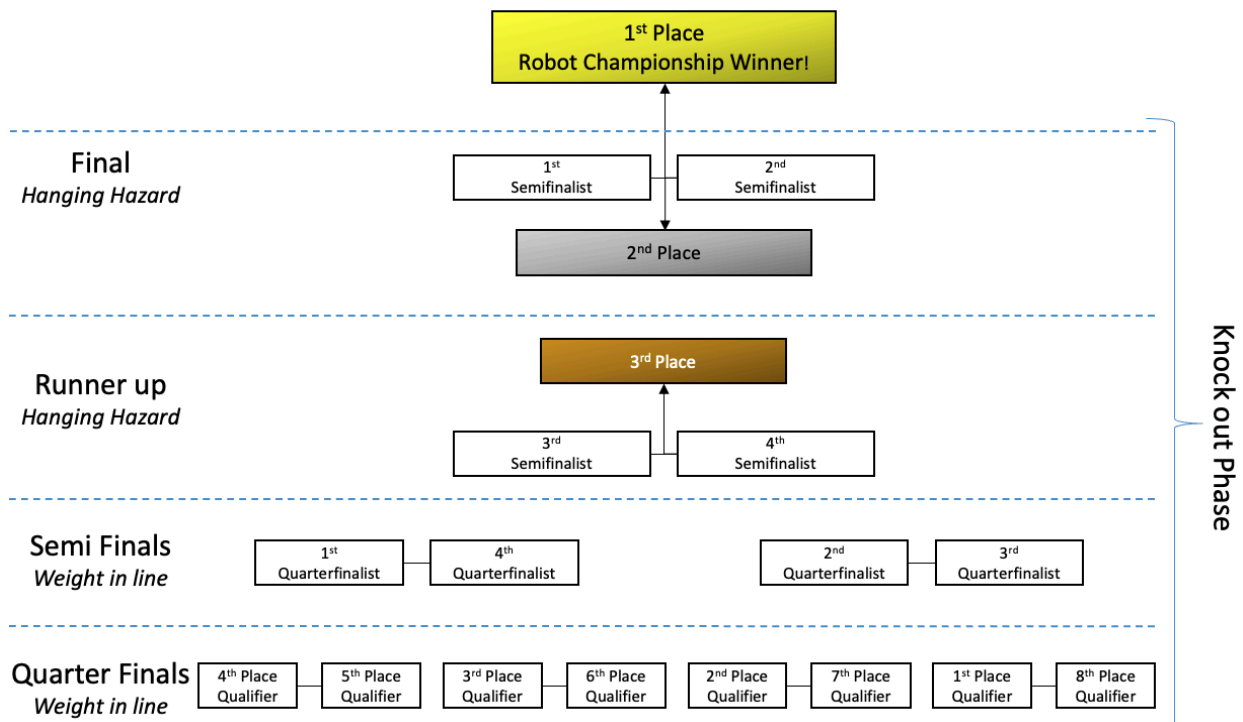 1st Place
Robot Championship Winner!
Final
Hanging Hazard
1st
Semifinalist
2nd
Semifinalist
2nd Place
Runner up
Hanging Hazard
3rd Place
3rd
Semifinalist
4th
Semifinalist
Knock out Phase
Semi Finals
Weight in line
1st
Quarterfinalist
4th
Quarterfinalist
2nd
Quarterfinalist
3rd
Quarterfinalist
Quarter Finals
Weight in line
4th Place
Qualifier
5th Place
Qualifier
3rd Place
Qualifier
6th Place
Qualifier
2nd Place
Qualifier
7th Place
Qualifier
1st Place
Qualifier
8th Place
Qualifier